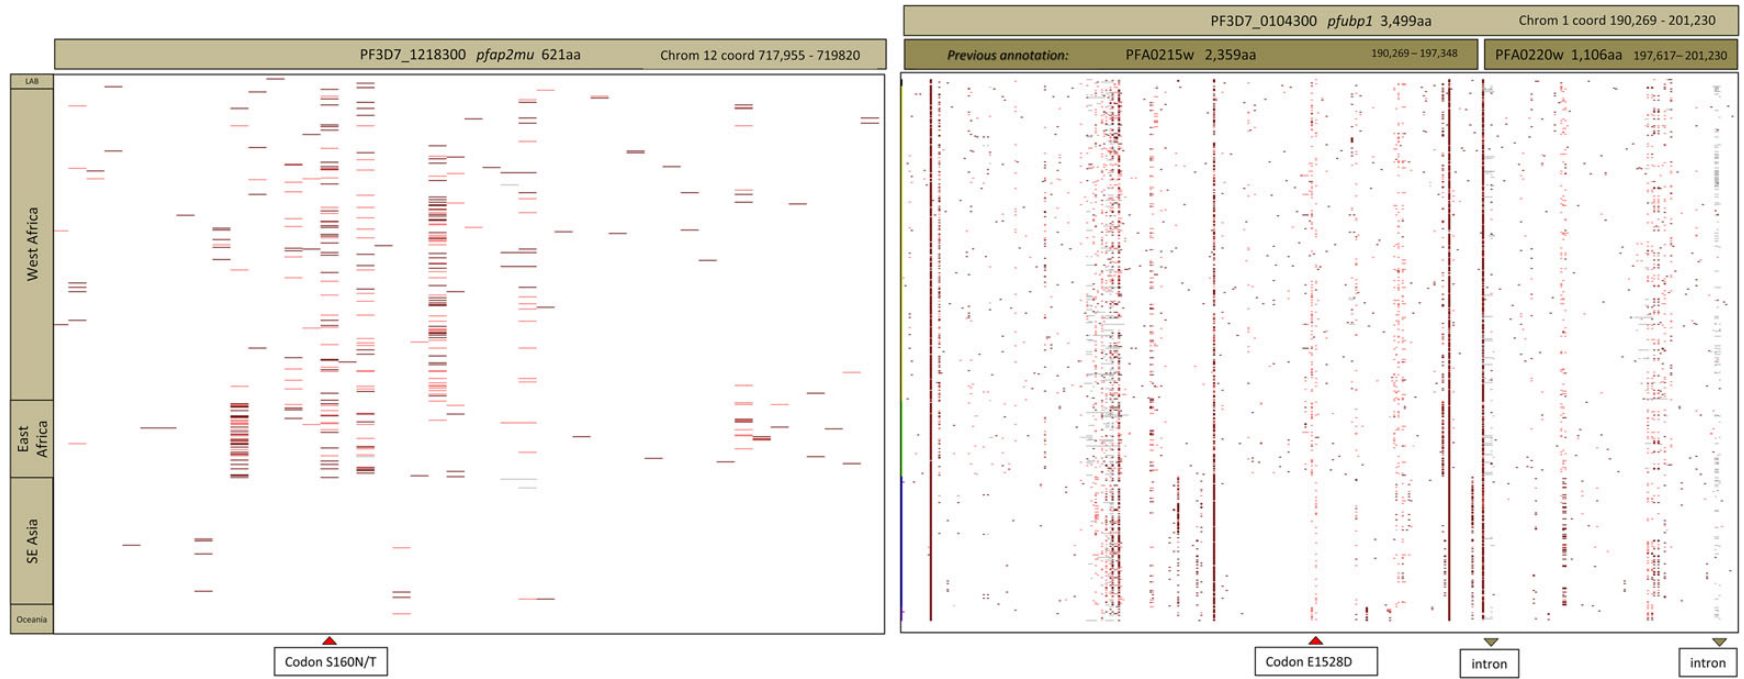 PF3D7_1218300 pfap2mu 621aa Chrom 12 coord 717,955 - 719820
PF3D7_0104300 pfubp1 3,499aa Chrom 1 coord 190,269 - 201,230
Previous annotation: PFA0215w 2,359aa 190,269 – 197,348
PFA0220w 1,106aa 197,617– 201,230
LAB
West Africa
East
Africa
SE Asia
Oceania
Codon S160N/T
Codon E1528D
intron
intron